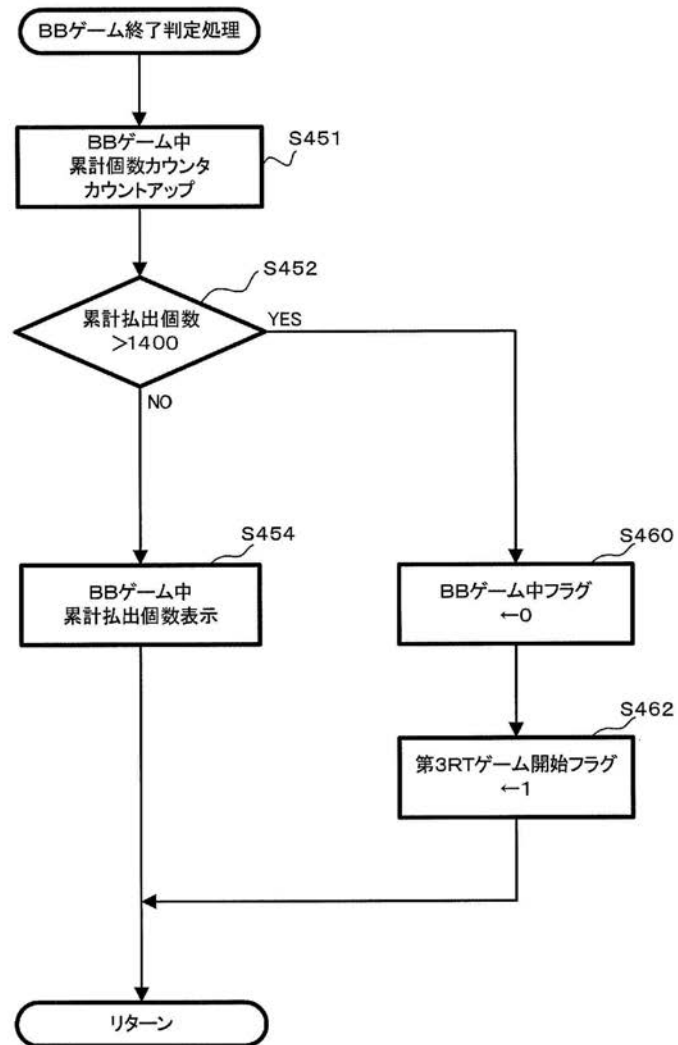 BBゲーム終了判定処理
S451
BBゲーム中
累計個数カウンタ
カウントアップ
S452
累計払出個数
>1400
YES
NO
S454
BBゲーム中
累計払出個数表示
S460
BBゲーム中フラグ
←0
S462
第3RTゲーム開始フラグ
←1
リターン